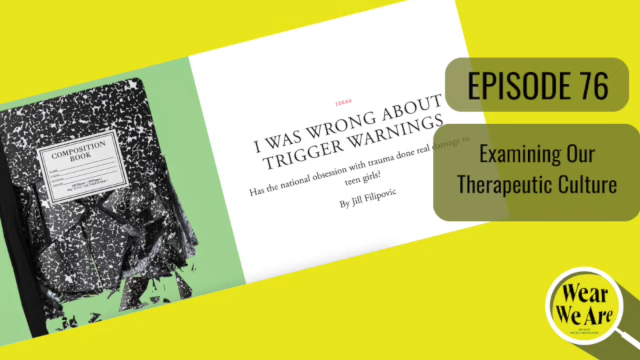 COMPOSITION
BOOK
IDEAS
I WAS WRONG ABOUT
TRIGGER WARNINGS
Has the national obsession with trauma done real damage to
teen girls?
By Jill Filipovic
EPISODE 76
Examining Our
Therapeutic Culture
Wear
We Are